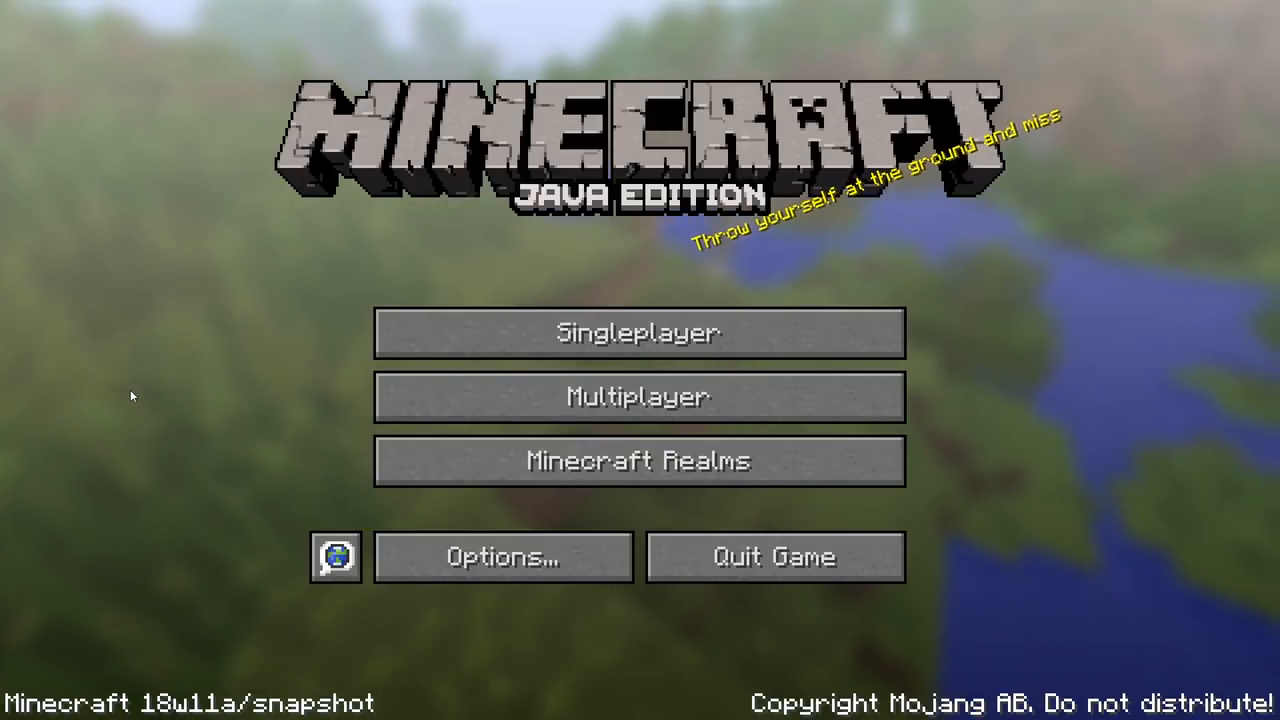 MINECRAFT
JAVA EDITION
Throw yourself at the ground and miss
Singleplayer
Multiplayer
Minecraft Realms
Options...
Quit Game
Minecraft 18w11a/snapshot
Copyright Mojang AB. Do not distribute!